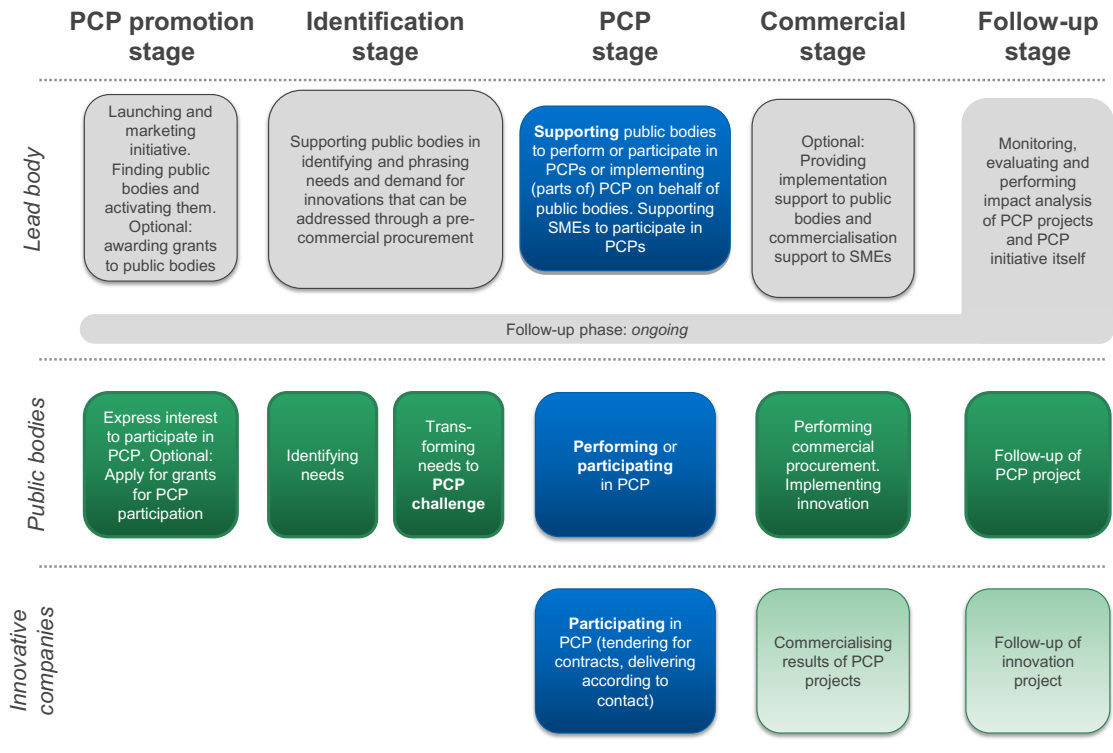 PCP promotion
stage
Identification
stage
PCP
stage
Commercial
stage
Follow-up
stage
Lead body
Launching and
marketing
initiative.
Finding public
bodies and
activating them.
Optional:
awarding grants
to public bodies
Supporting public bodies in
identifying and phrasing
needs and demand for
innovations that can be
addressed through a pre-
commercial procurement
Supporting public bodies
to perform or participate in
PCPs or implementing
(parts of) PCP on behalf of
public bodies. Supporting
SMEs to participate in
PCPs
Optional:
Providing
implementation
support to public
bodies and
commercialisation
support to SMEs
Monitoring,
evaluating and
performing
impact analysis
of PCP projects
and PCP
initiative itself
Follow-up phase: ongoing
Public bodies
Express interest
to participate in
PCP. Optional:
Apply for grants
for PCP
participation
Identifying
needs
Trans-
forming
needs to
PCP
challenge
Performing or
participating
in PCP
Performing
commercial
procurement.
Implementing
innovation
Follow-up of
PCP project
Innovative
companies
Participating in
PCP (tendering for
contracts, delivering
according to
contact)
Commercialising
results of PCP
projects
Follow-up of
innovation
project